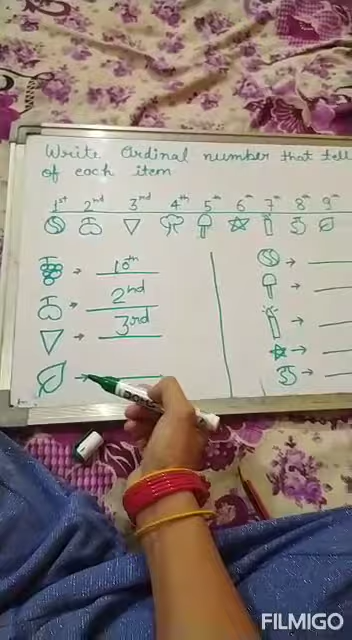 Write Ordinal number that tell
of each item
1st 2nd 3nd 4th 5th 6th 7th 8th 9th
10th
2nd
3rd
FILMIGO